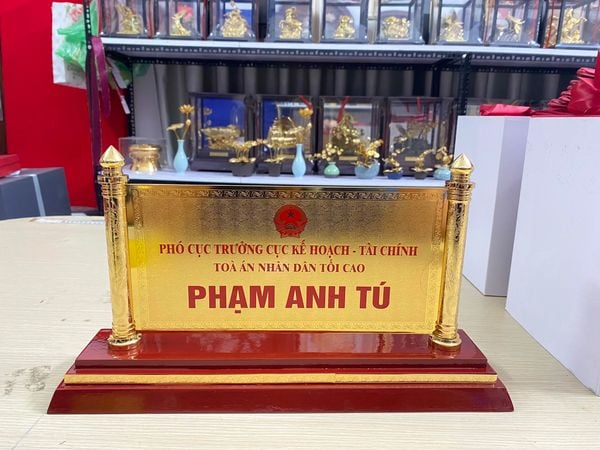 PHÓ CỤC TRƯỞNG CỤC KẾ HOẠCH - TÀI CHÍNH
TOÀ ÁN NHÂN DÂN TỐI CAO
PHẠM ANH TÚ